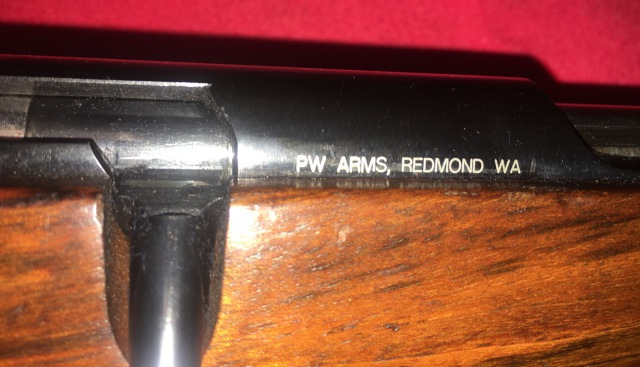 PW ARMS, REDMOND WA